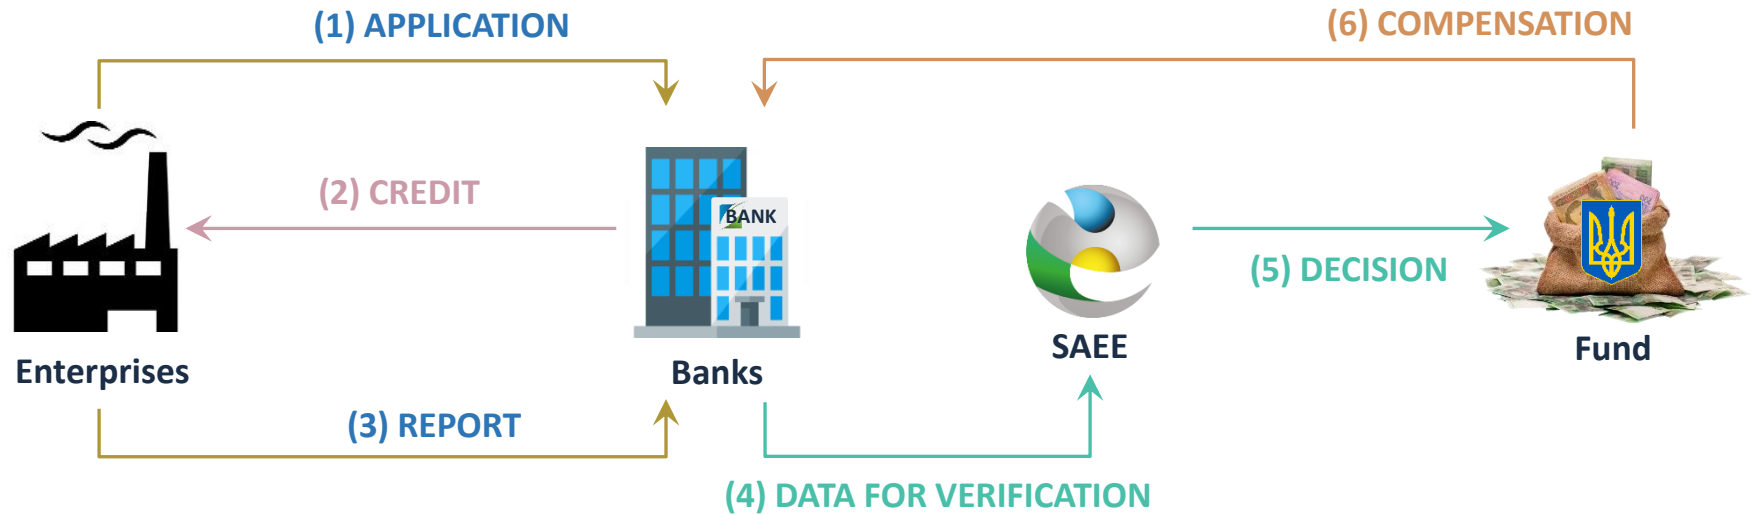 (1) APPLICATION
(6) COMPENSATION
(2) CREDIT
BANK
(5) DECISION
SAEE
Fund
Enterprises
Banks
(3) REPORT
(4) DATA FOR VERIFICATION